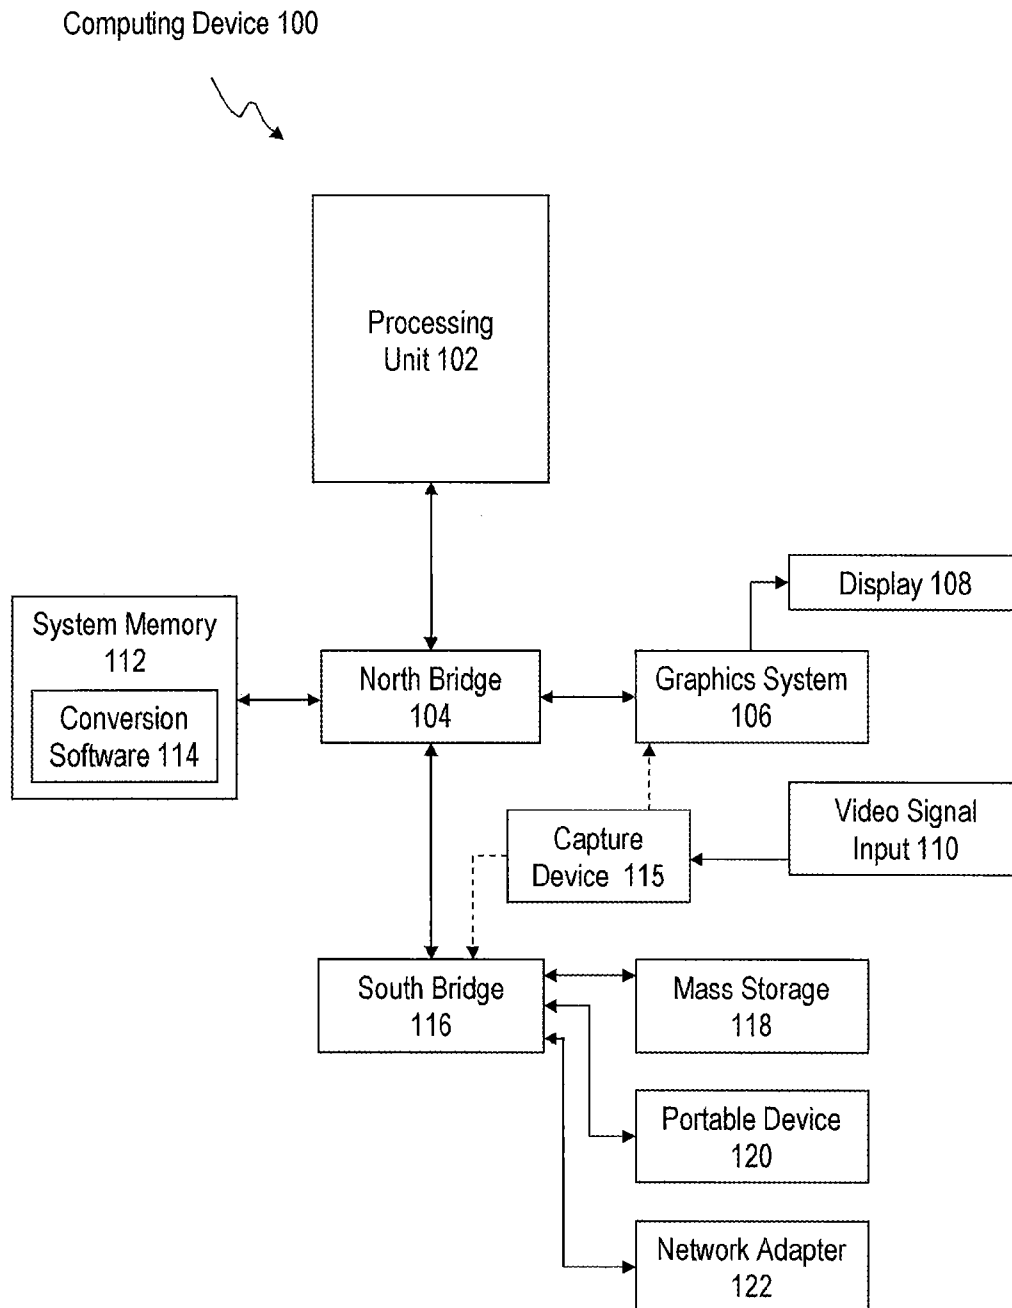 Computing Device 100
Processing
Unit 102
Display 108
System Memory
112
Conversion
Software 114
North Bridge
104
Graphics System
106
Video Signal
Input 110
Capture
Device 115
South Bridge
116
Mass Storage
118
Portable Device
120
Network Adapter
122